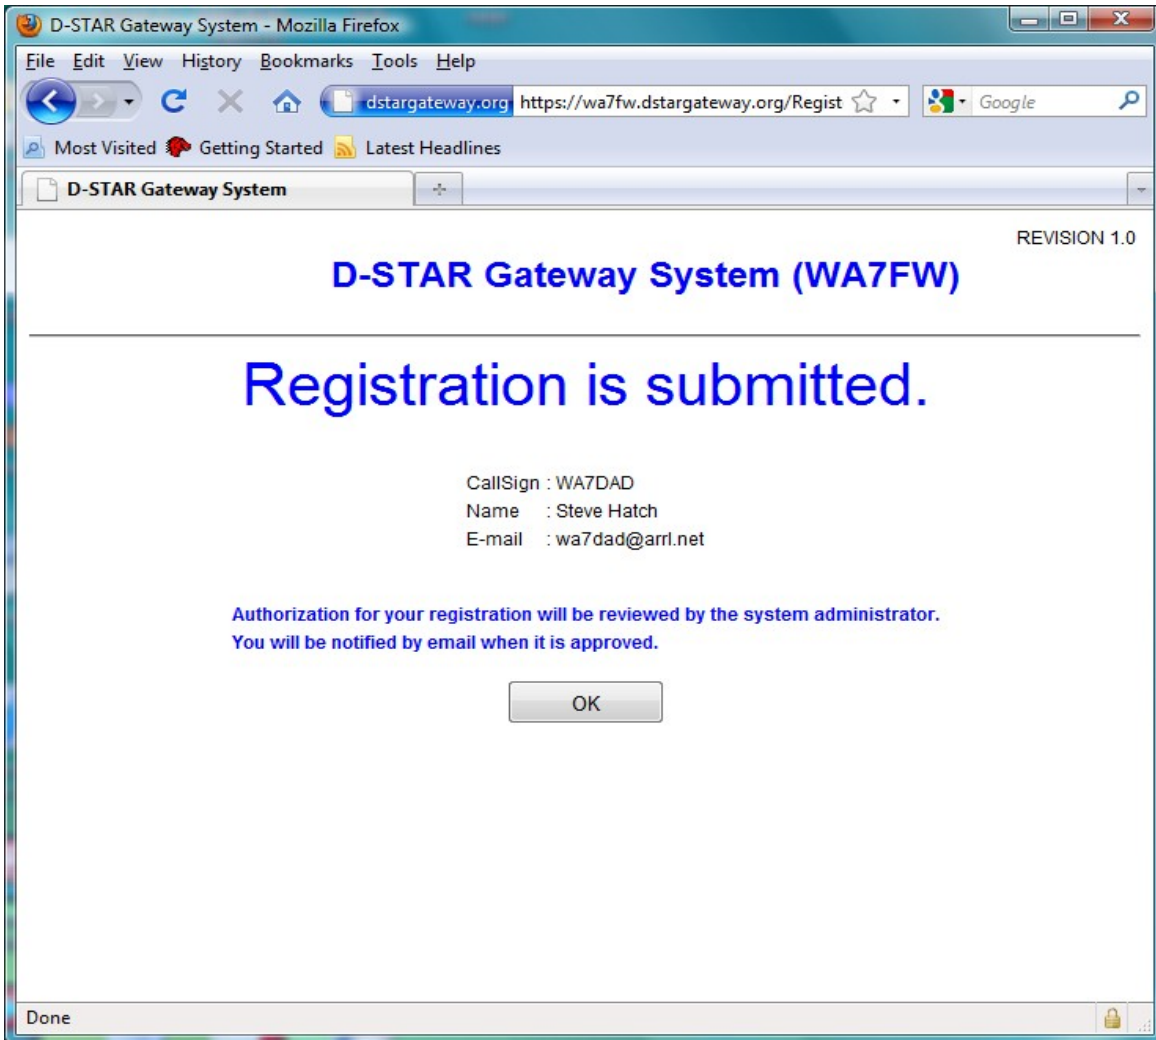 D-STAR Gateway System - Mozilla Firefox
File Edit View History Bookmarks Tools Help
dstargateway.org https://wa7fw.dstargateway.org/Regist Google
Most Visited Getting Started Latest Headlines
D-STAR Gateway System
REVISION 1.0
D-STAR Gateway System (WA7FW)
Registration is submitted.
CallSign : WA7DAD
Name : Steve Hatch
E-mail : wa7dad@arrl.net
Authorization for your registration will be reviewed by the system administrator.
You will be notified by email when it is approved.
OK
Done